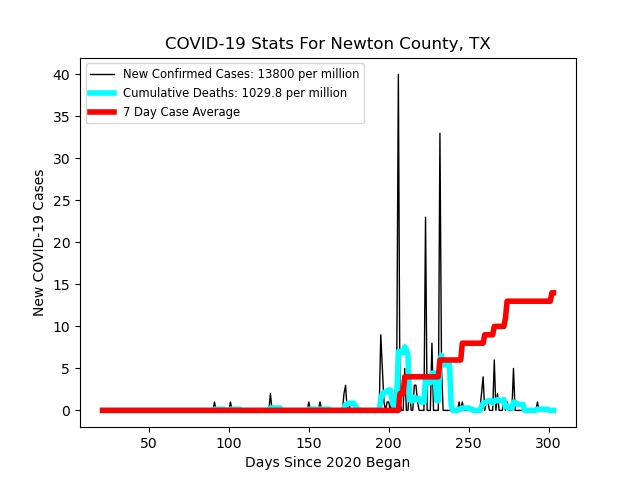 COVID-19 Stats For Newton County, TX
New Confirmed Cases: 13800 per million
Cumulative Deaths: 1029.8 per million
7 Day Case Average
40
35
30
25
20
15
10
5
0
New COVID-19 Cases
50 100 150 200 250 300
Days Since 2020 Began